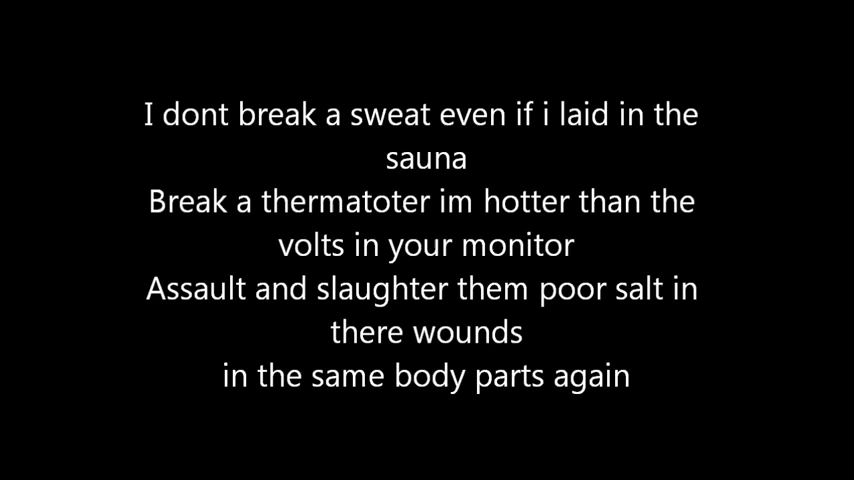 I dont break a sweat even if i laid in the
sauna
Break a thermatoter im hotter than the
volts in your monitor
Assault and slaughter them poor salt in
there wounds
in the same body parts again